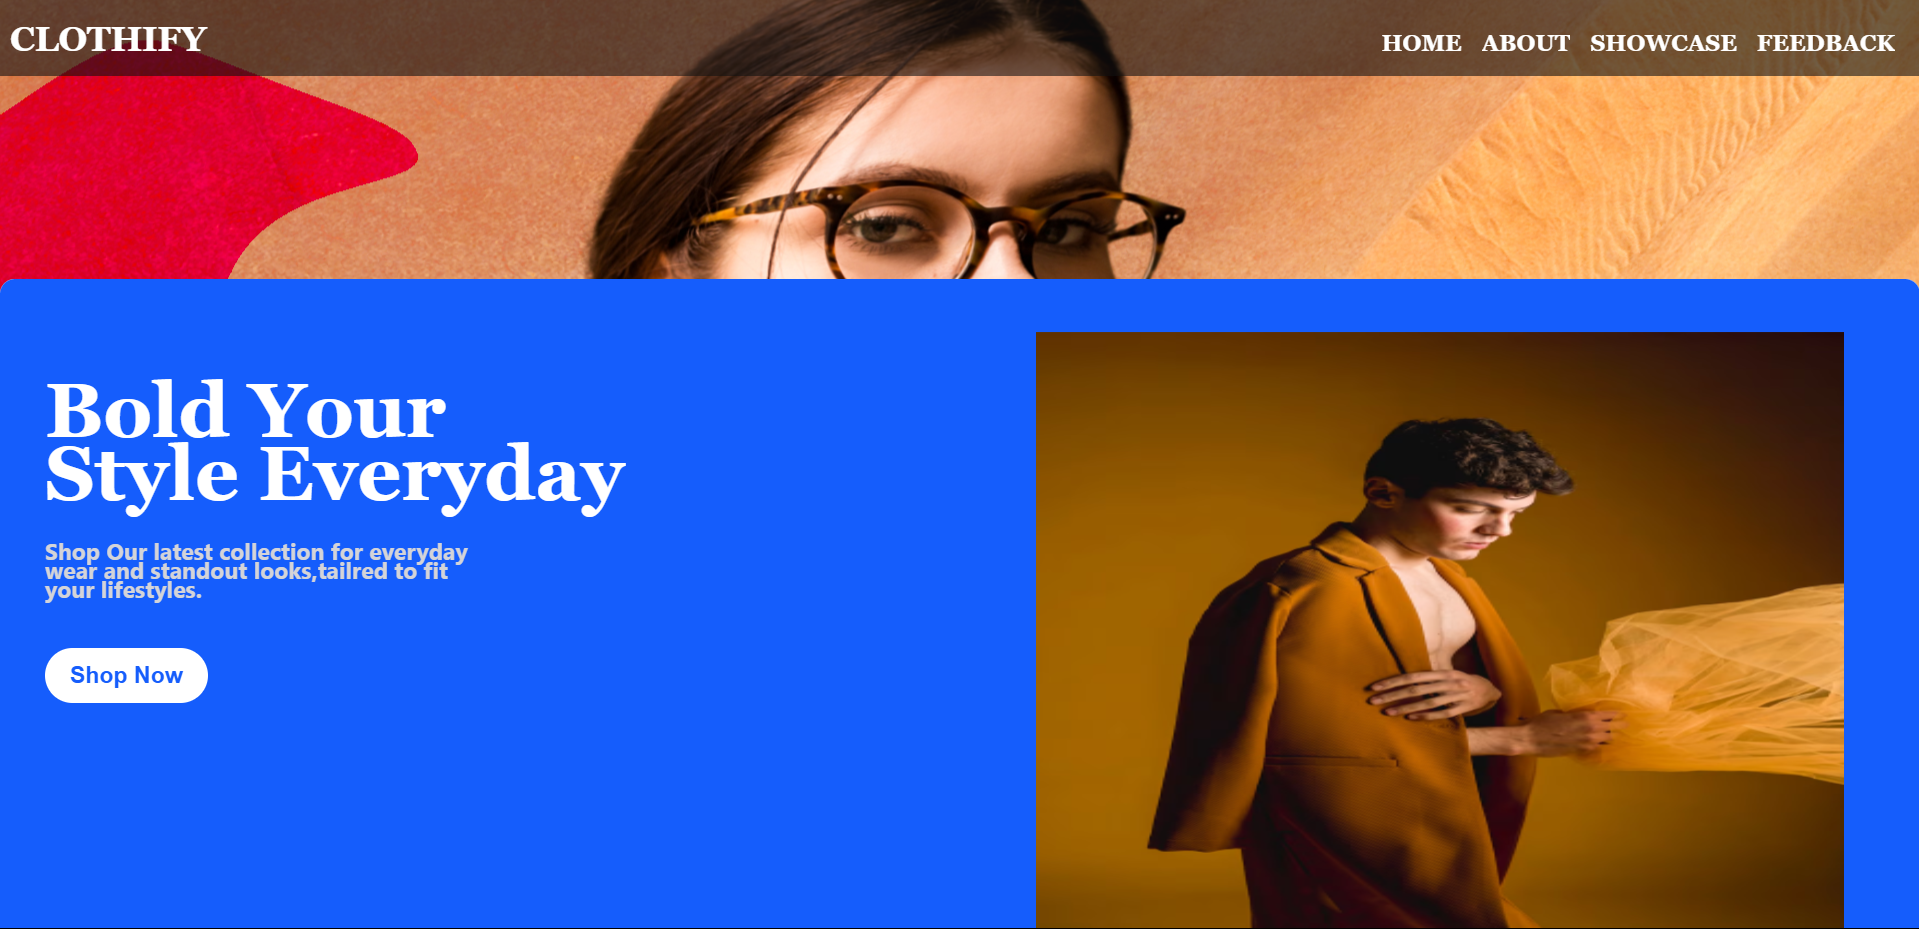 CLOTHIFY
HOME ABOUT SHOWCASE FEEDBACK
Bold Your
Style Everyday
Shop Our latest collection for everyday
wear and standout looks,tailred to fit
your lifestyles.
Shop Now